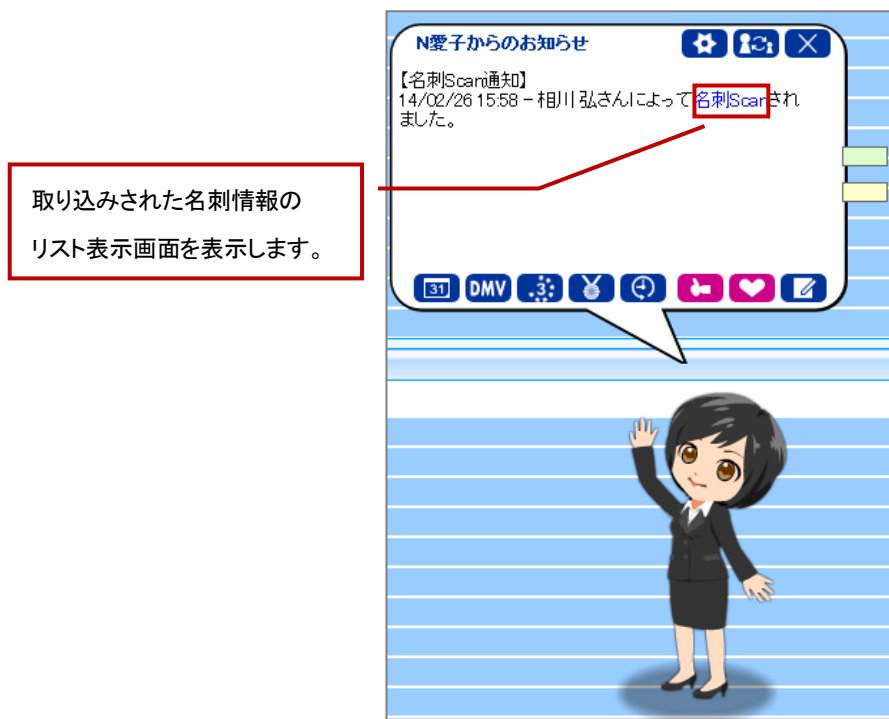 N愛子からのお知らせ
【名刺Scan通知】
14/02/26 15:58 – 相川 弘さんによって名刺Scanされ
ました。
取り込みされた名刺情報の
リスト表示画面を表示します。
31 DMV 3